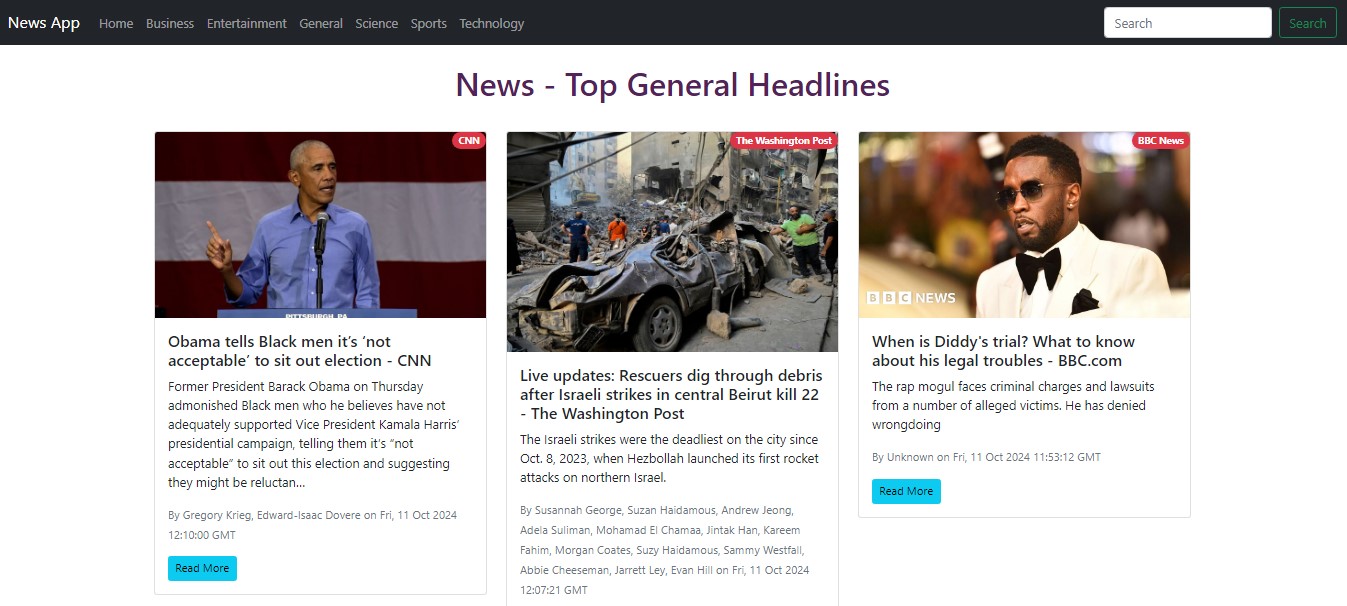 News App Home Business Entertainment General Science Sports Technology Search Search
News - Top General Headlines
CNN
PITTSBURGH, PA
Obama tells Black men it’s ‘not
acceptable’ to sit out election - CNN
Former President Barack Obama on Thursday
admonished Black men who he believes have not
adequately supported Vice President Kamala Harris’
presidential campaign, telling them it’s “not
acceptable” to sit out this election and suggesting
they might be reluctan…
By Gregory Krieg, Edward-Isaac Dovere on Fri, 11 Oct 2024
12:10:00 GMT
Read More
The Washington Post
Live updates: Rescuers dig through debris
after Israeli strikes in central Beirut kill 22
- The Washington Post
The Israeli strikes were the deadliest on the city since
Oct. 8, 2023, when Hezbollah launched its first rocket
attacks on northern Israel.
By Susannah George, Suzan Haidamous, Andrew Jeong,
Adela Suliman, Mohamad El Chamaa, Jintak Han, Kareem
Fahim, Morgan Coates, Suzy Haidamous, Sammy Westfall,
Abbie Cheeseman, Jarrett Ley, Evan Hill on Fri, 11 Oct 2024
12:07:21 GMT
BBC News
BBC NEWS
When is Diddy's trial? What to know
about his legal troubles - BBC.com
The rap mogul faces criminal charges and lawsuits
from a number of alleged victims. He has denied
wrongdoing
By Unknown on Fri, 11 Oct 2024 11:53:12 GMT
Read More